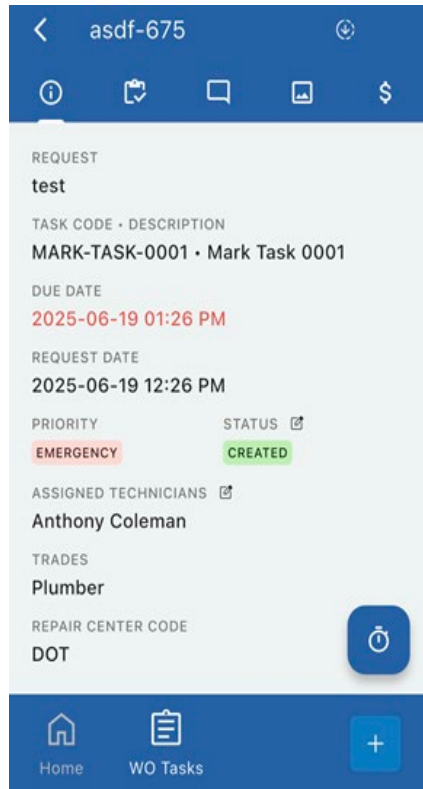 asdf-675
$
REQUEST
test
TASK CODE • DESCRIPTION
MARK-TASK-0001 • Mark Task 0001
DUE DATE
2025-06-19 01:26 PM
REQUEST DATE
2025-06-19 12:26 PM
PRIORITY STATUS
EMERGENCY CREATED
ASSIGNED TECHNICIANS
Anthony Coleman
TRADES
Plumber
REPAIR CENTER CODE
DOT
+
Home WO Tasks